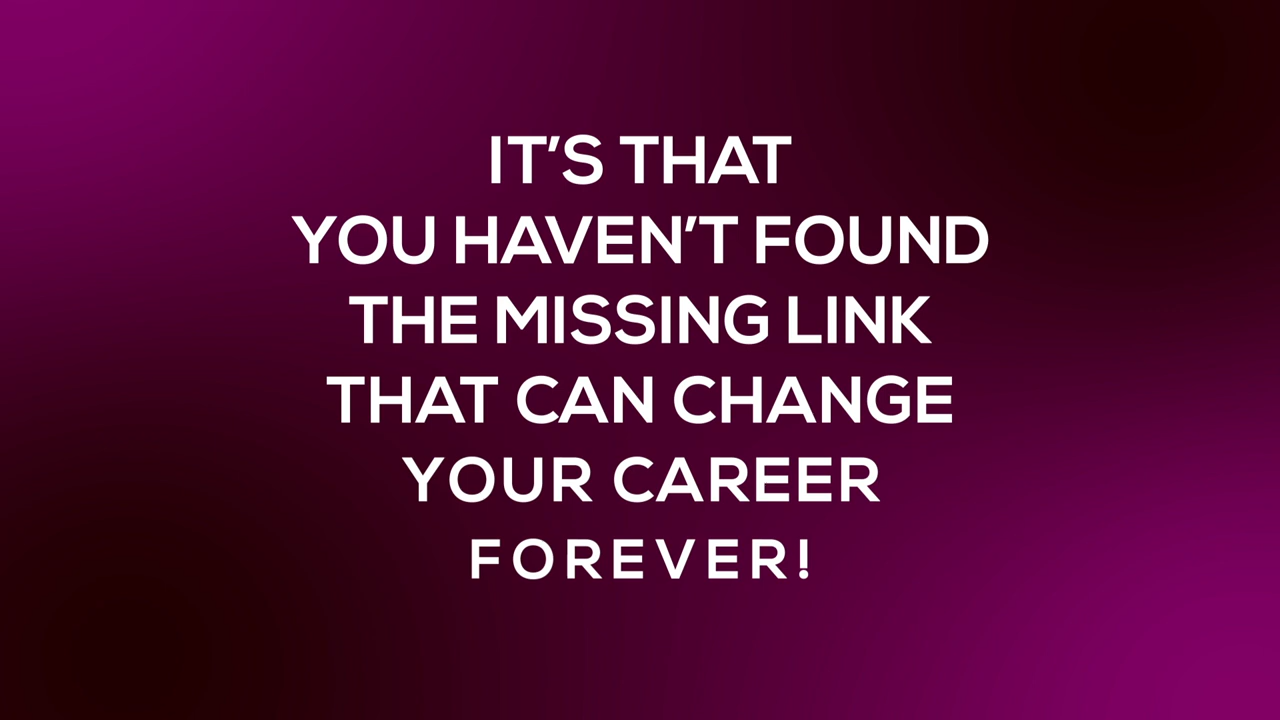 IT'S THAT
YOU HAVEN'T FOUND
THE MISSING LINK
THAT CAN CHANGE
YOUR CAREER
FOREVER!